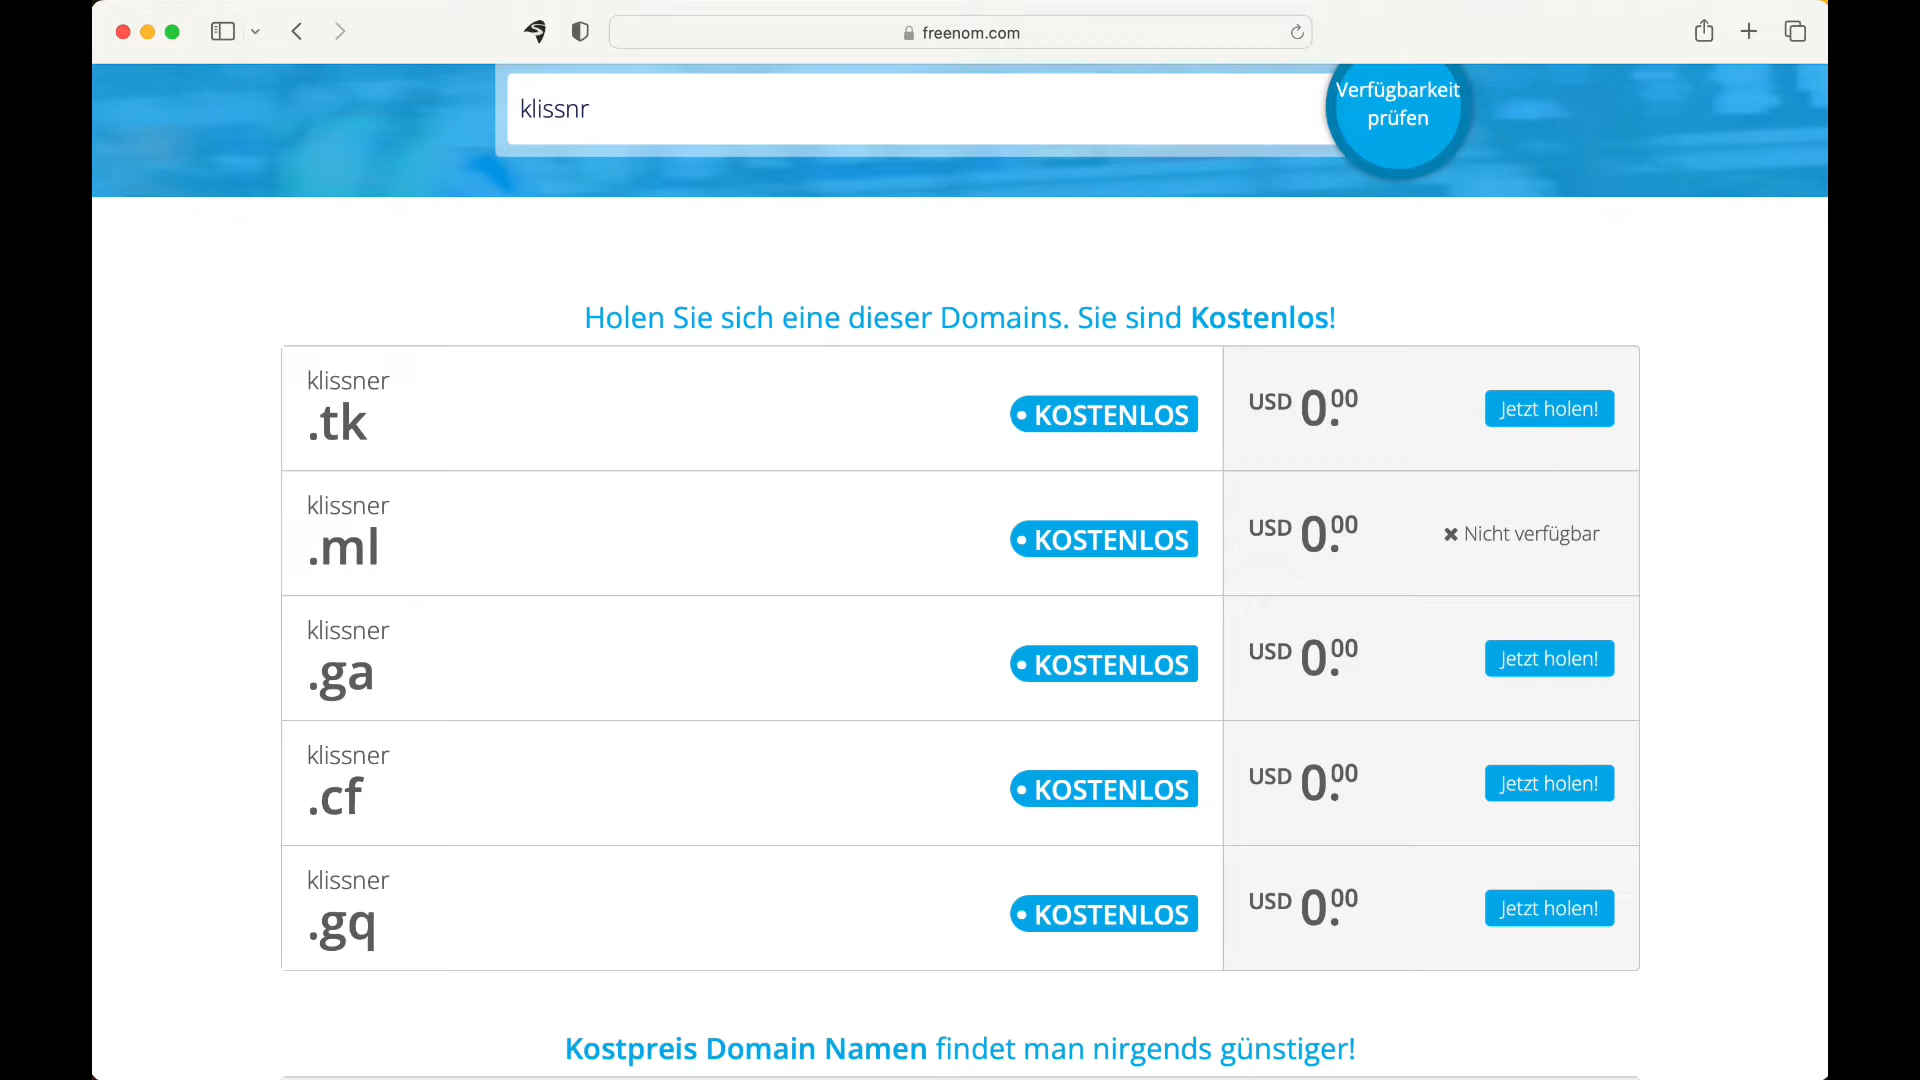 freenom.com
klissnr
Verfügbarkeit
prüfen
Holen Sie sich eine dieser Domains. Sie sind Kostenlos!
klissner
.tk
KOSTENLOS
USD 0.00
Jetzt holen!
klissner
.ml
KOSTENLOS
USD 0.00
Nicht verfügbar
klissner
.ga
KOSTENLOS
USD 0.00
Jetzt holen!
klissner
.cf
KOSTENLOS
USD 0.00
Jetzt holen!
klissner
.gq
KOSTENLOS
USD 0.00
Jetzt holen!
Kostpreis Domain Namen findet man nirgends günstiger!